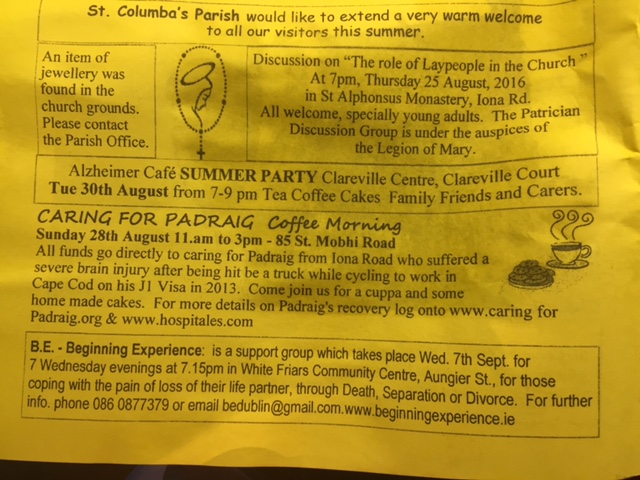 St. Columba's Parish would like to extend a very warm welcome
to all our visitors this summer.
An item of
jewellery was
found in the
church grounds.
Please contact
the Parish Office.
Discussion on "The role of Laypeople in the Church "
At 7pm, Thursday 25 August, 2016
in St Alphonsus Monastery, Iona Rd.
All welcome, specially young adults. The Patrician
Discussion Group is under the auspices of
the Legion of Mary.
Alzheimer Café SUMMER PARTY Clareville Centre, Clareville Court
Tue 30th August from 7-9 pm Tea Coffee Cakes Family Friends and Carers.
CARING FOR PADRAIG Coffee Morning
Sunday 28th August 11.am to 3pm - 85 St. Mobhi Road
All funds go directly to caring for Padraig from Iona Road who suffered a
severe brain injury after being hit be a truck while cycling to work in
Cape Cod on his J1 Visa in 2013. Come join us for a cuppa and some
home made cakes. For more details on Padraig's recovery log onto www.caring for
Padraig.org & www.hospitales.com
B.E. - Beginning Experience: is a support group which takes place Wed. 7th Sept. for
7 Wednesday evenings at 7.15pm in White Friars Community Centre, Aungier St., for those
coping with the pain of loss of their life partner, through Death, Separation or Divorce. For further
info. phone 086 0877379 or email bedublin@gmail.com.www.beginningexperience.ie